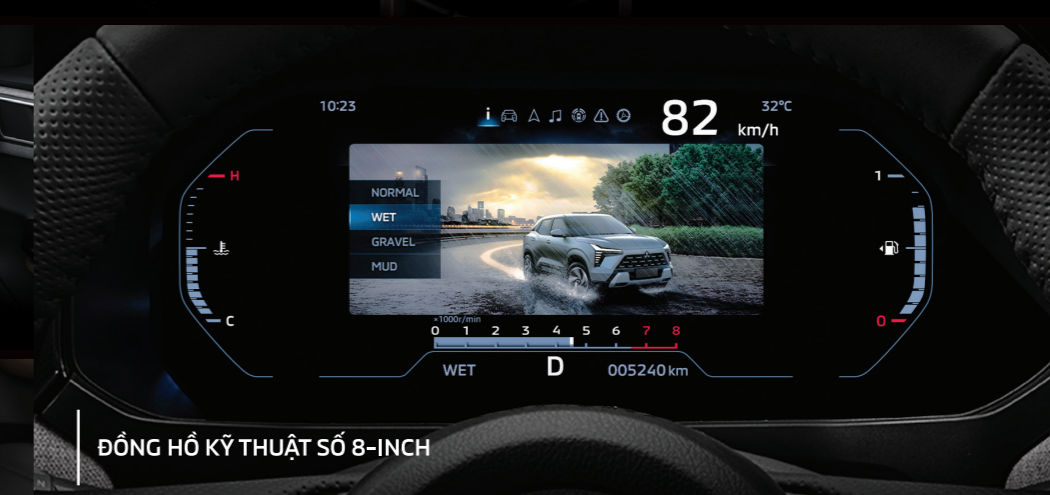 10:23
i
82 km/h
32°C
H
C
NORMAL
WET
GRAVEL
MUD
1
0
×1000r/min
0 1 2 3 4 5 6 7 8
WET
D
005240 km
ĐỒNG HỒ KỸ THUẬT SỐ 8-INCH
N